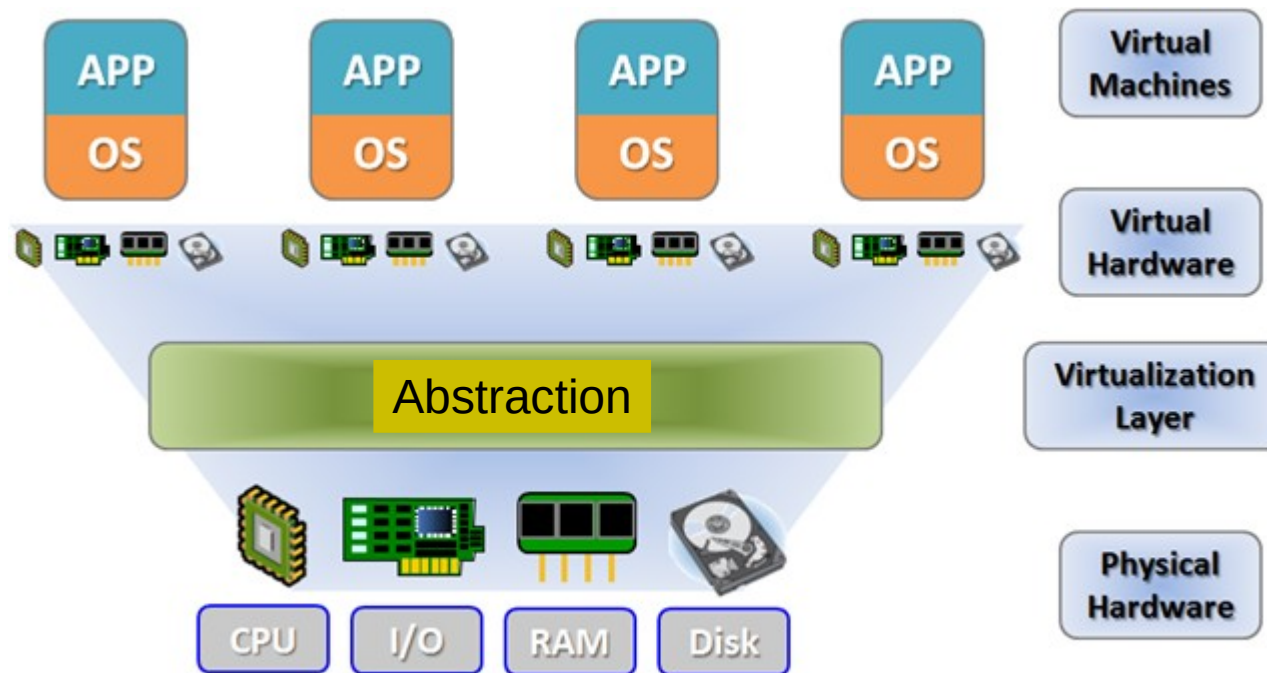 APP
APP
APP
APP
Virtual
Machines
OS
OS
OS
OS
Virtual
Hardware
Abstraction
Virtualization
Layer
Physical
Hardware
CPU
I/O
RAM
Disk